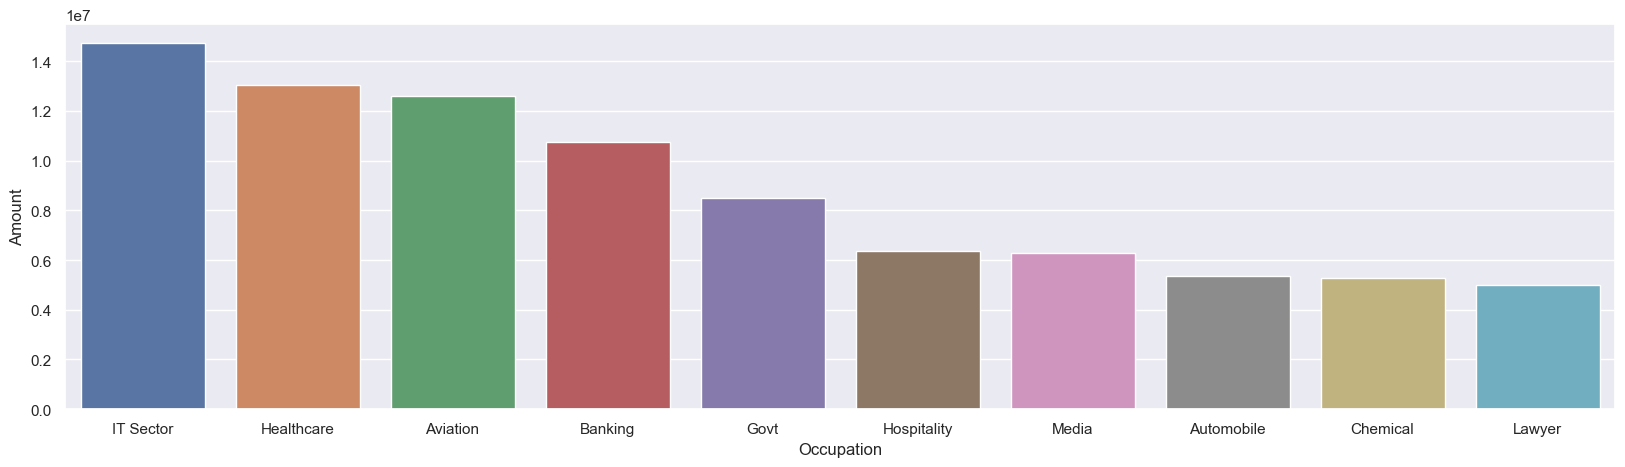 1e7
1.4
1.2
1.0
0.8
0.6
0.4
0.2
0.0
Amount
IT Sector Healthcare Aviation Banking Govt Hospitality Media Automobile Chemical Lawyer
Occupation